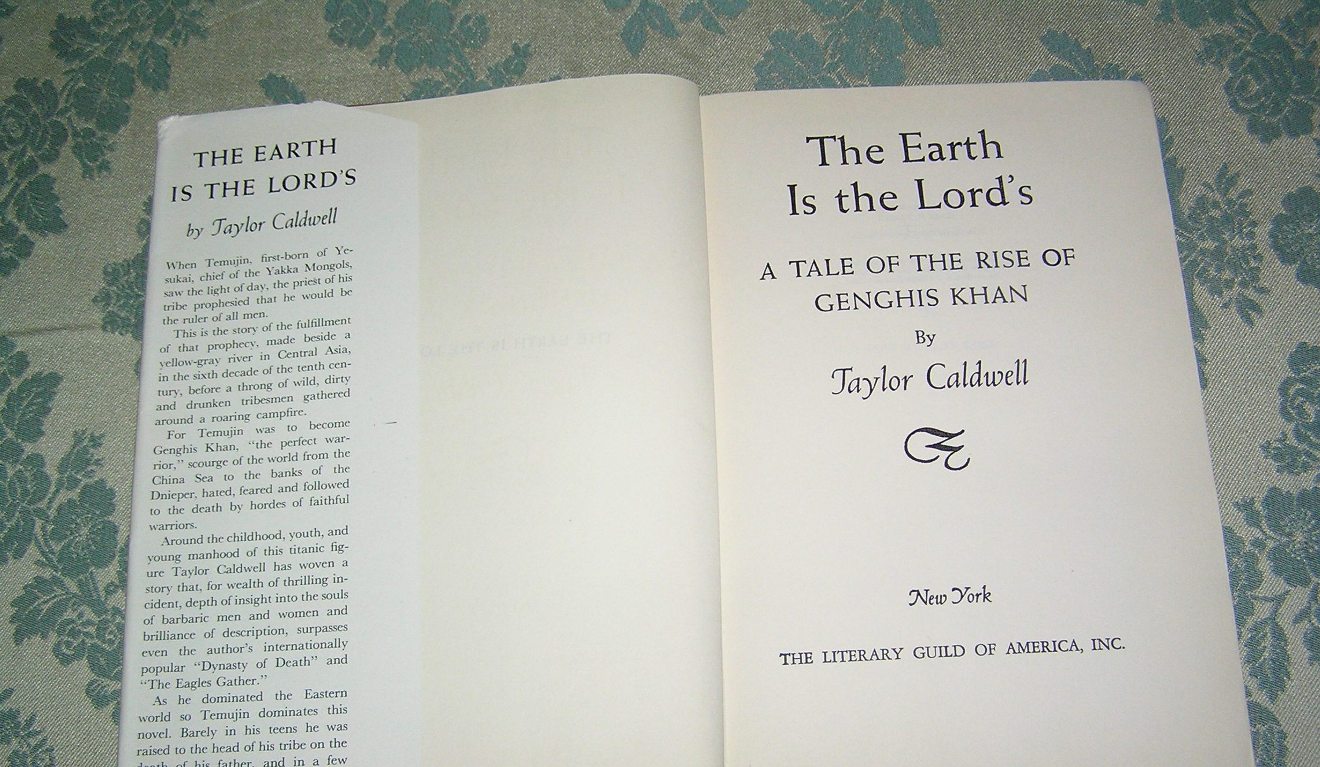 THE EARTH
IS THE LORD'S
by Taylor Caldwell
When Temujin, first-born of Ye-
sukai, chief of the Yakka Mongols,
saw the light of day, the priest of his
tribe prophesied that he would be
the ruler of all men.
This is the story of the fulfillment
of that prophecy, made beside a
yellow-gray river in Central Asia,
in the sixth decade of the tenth cen-
tury, before a throng of wild, dirty
and drunken tribesmen gathered
around a roaring campfire.
For Temujin was to become
Genghis Khan, "the perfect war-
rior," scourge of the world from the
China Sea to the banks of the
Dnieper, hated, feared and followed
to the death by hordes of faithful
warriors.
Around the childhood, youth, and
young manhood of this titanic fig-
ure Taylor Caldwell has woven a
story that, for wealth of thrilling in-
cident, depth of insight into the souls
of barbaric men and women and
brilliance of description, surpasses
even the author's internationally
popular "Dynasty of Death" and
"The Eagles Gather."
As he dominated the Eastern
world so Temujin dominates this
novel. Barely in his teens he was
raised to the head of his tribe on the
death of his father, and in a few
The Earth
Is the Lord's
A TALE OF THE RISE OF
GENGHIS KHAN
By
Taylor Caldwell
New York
THE LITERARY GUILD OF AMERICA, INC.